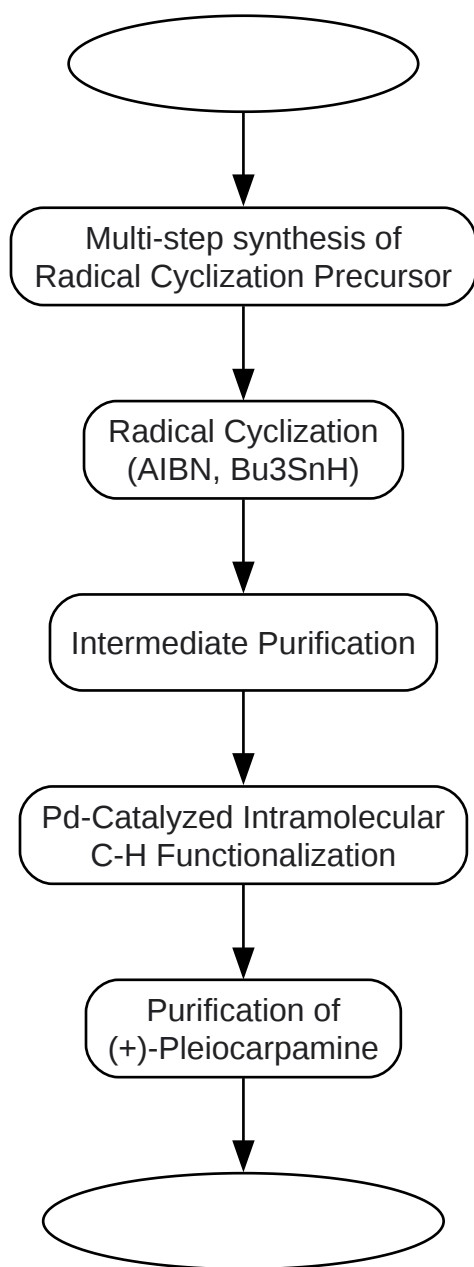 Multi-step synthesis of
Radical Cyclization Precursor
Radical Cyclization
(AIBN, Bu3SnH)
Intermediate Purification
Pd-Catalyzed Intramolecular
C-H Functionalization
Purification of
(+)-Pleiocarpamine